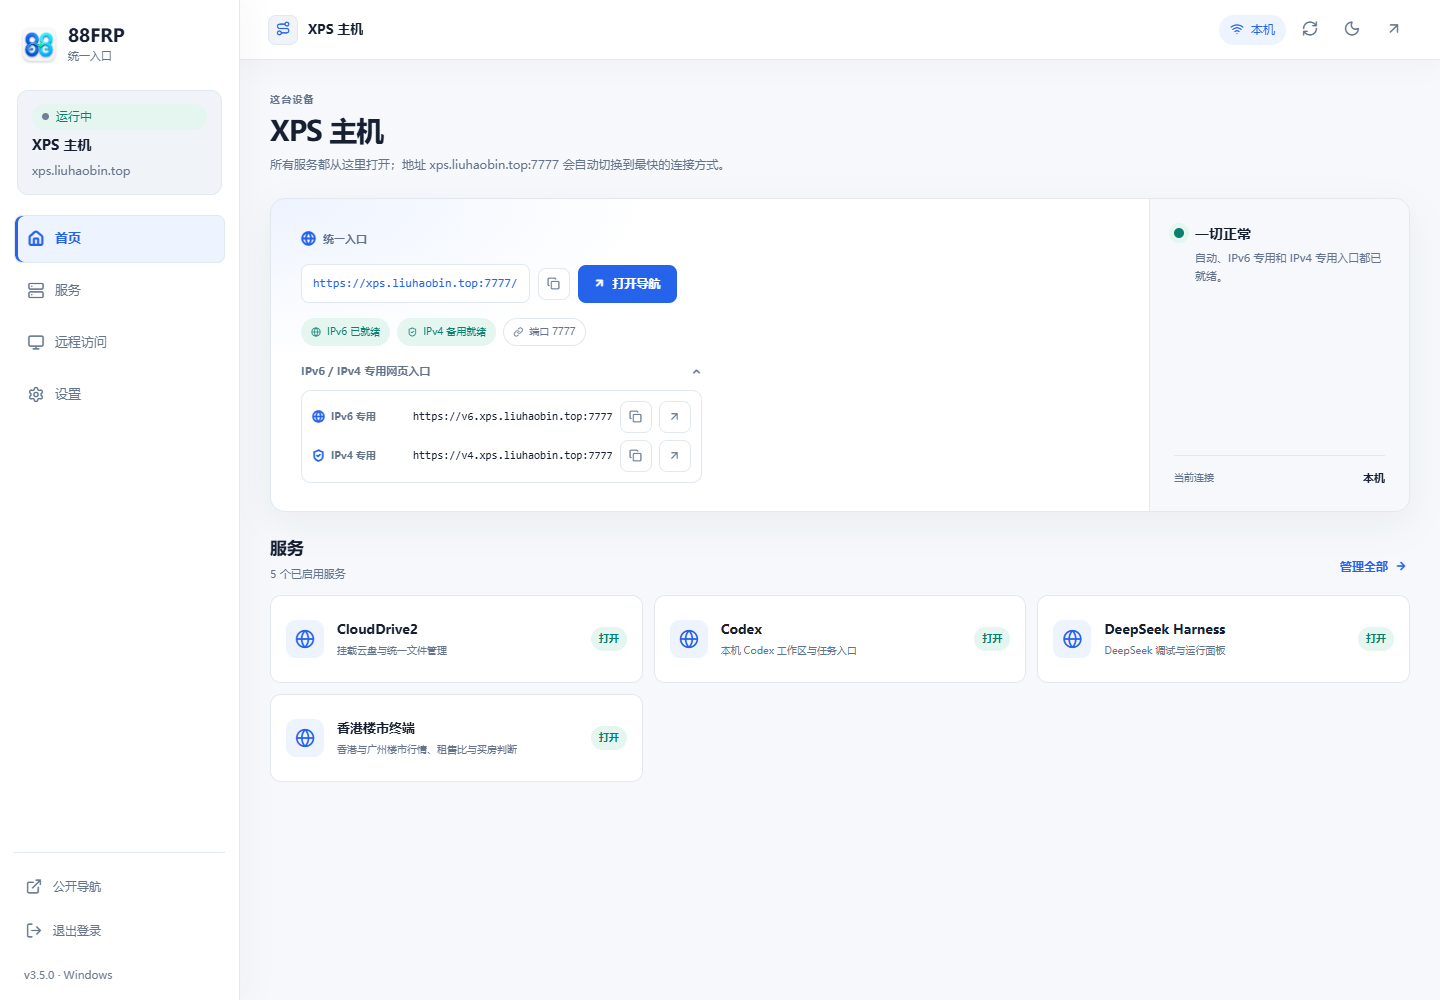 88FRP
统一入口
运行中
XPS 主机
xps.liuhaobin.top
首页
服务
远程访问
设置
公开导航
退出登录
v3.5.0 · Windows
XPS 主机
本机
这台设备
XPS 主机
所有服务都从这里打开；地址 xps.liuhaobin.top:7777 会自动切换到最快的连接方式。
统一入口
https://xps.liuhaobin.top:7777/
打开导航
IPv6 已就绪
IPv4 备用就绪
端口 7777
IPv6 / IPv4 专用网页入口
IPv6 专用
https://v6.xps.liuhaobin.top:7777
IPv4 专用
https://v4.xps.liuhaobin.top:7777
一切正常
自动、IPv6 专用和 IPv4 专用入口都已
就绪。
当前连接
本机
服务
5 个已启用服务
管理全部
CloudDrive2
挂载云盘与统一文件管理
打开
Codex
本机 Codex 工作区与任务入口
打开
DeepSeek Harness
DeepSeek 调试与运行面板
打开
香港楼市终端
香港与广州楼市行情、租售比与买房判断
打开